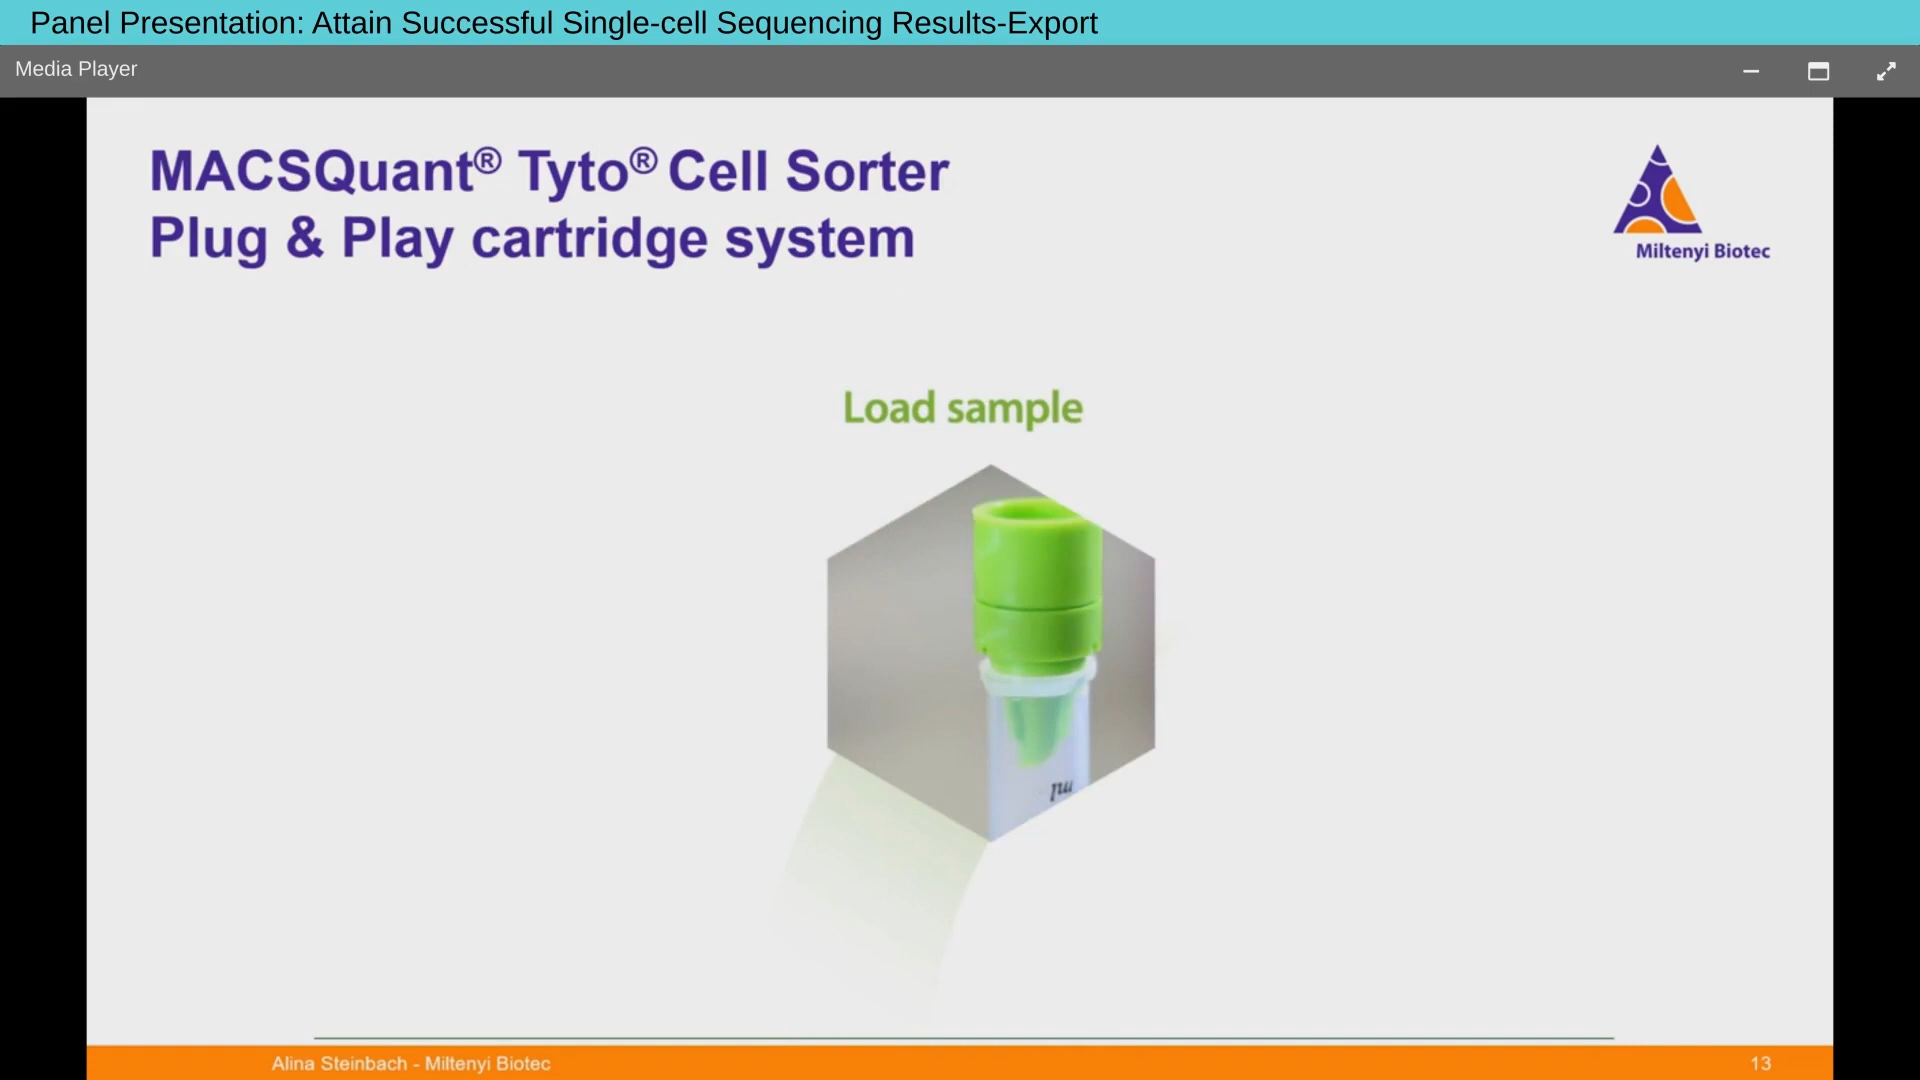 Panel Presentation: Attain Successful Single-cell Sequencing Results-Export
Media Player
MACSQuant® Tyto® Cell Sorter
Plug & Play cartridge system
Miltenyi Biotec
Load sample
ml
Alina Steinbach - Miltenyi Biotec
13